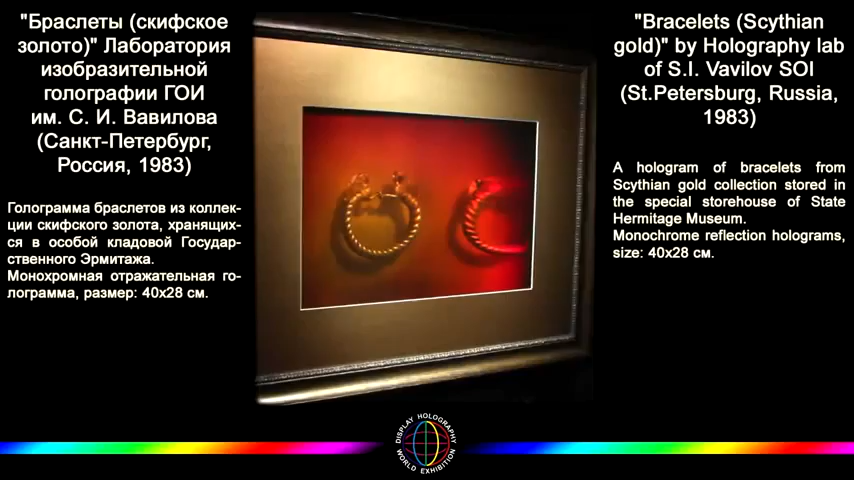 "Браслеты (скифское
золото)" Лаборатория
изобразительной
голографии ГОИ
им. С. И. Вавилова
(Санкт-Петербург,
Россия, 1983)
Голограмма браслетов из коллек-
ции скифского золота, хранящих-
ся в особой кладовой Государ-
ственного Эрмитажа.
Монохромная отражательная го-
лограмма, размер: 40x28 см.
"Bracelets (Scythian
gold)" by Holography lab
of S.I. Vavilov SOI
(St.Petersburg, Russia,
1983)
A hologram of bracelets from
Scythian gold collection stored in
the special storehouse of State
Hermitage Museum.
Monochrome reflection holograms,
size: 40x28 см.
DISPLAY HOLOGRAPHY
WORLD EXHIBITION